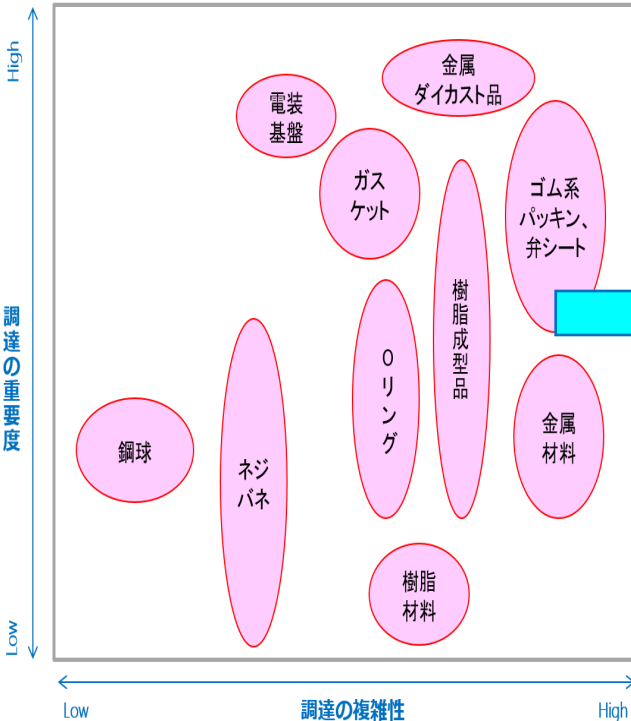 High
金属
ダイカスト品
電装
基盤
ガス
ケット
ゴム系
パッキン、
弁シート
樹脂成型品
Oリング
調達の重要度
鋼球
ネジ
バネ
金属
材料
樹脂
材料
Low
Low
調達の複雑性
High